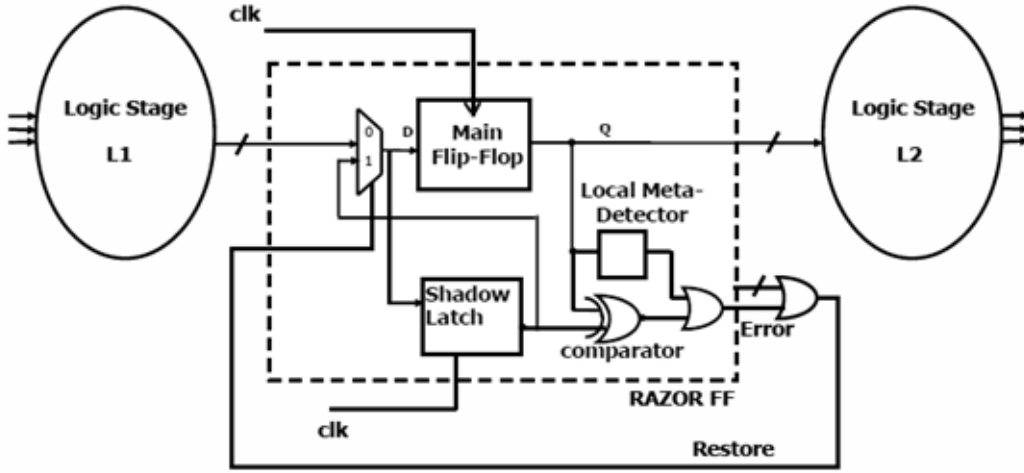 clk
Logic Stage
L1
0
1
D
Main
Flip-Flop
Q
Logic Stage
L2
Local Meta-
Detector
Shadow
Latch
comparator
Error
RAZOR FF
clk
Restore